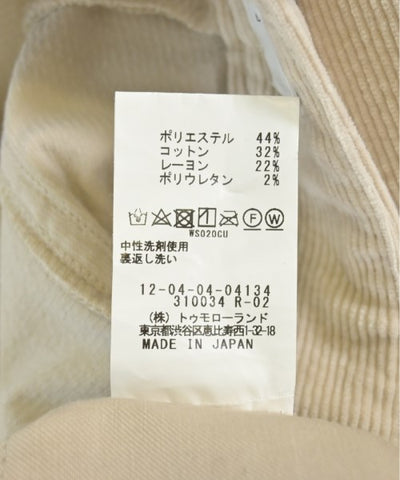 ポリエステル 44%
コットン 32%
レーヨン 22%
ポリウレタン 2%
F W
WS020CU
中性洗剤使用
裏返し洗い
12-04-04-04134
310034 R-02
(株) トゥモローランド
東京都渋谷区恵比寿西1-32-18
MADE IN JAPAN